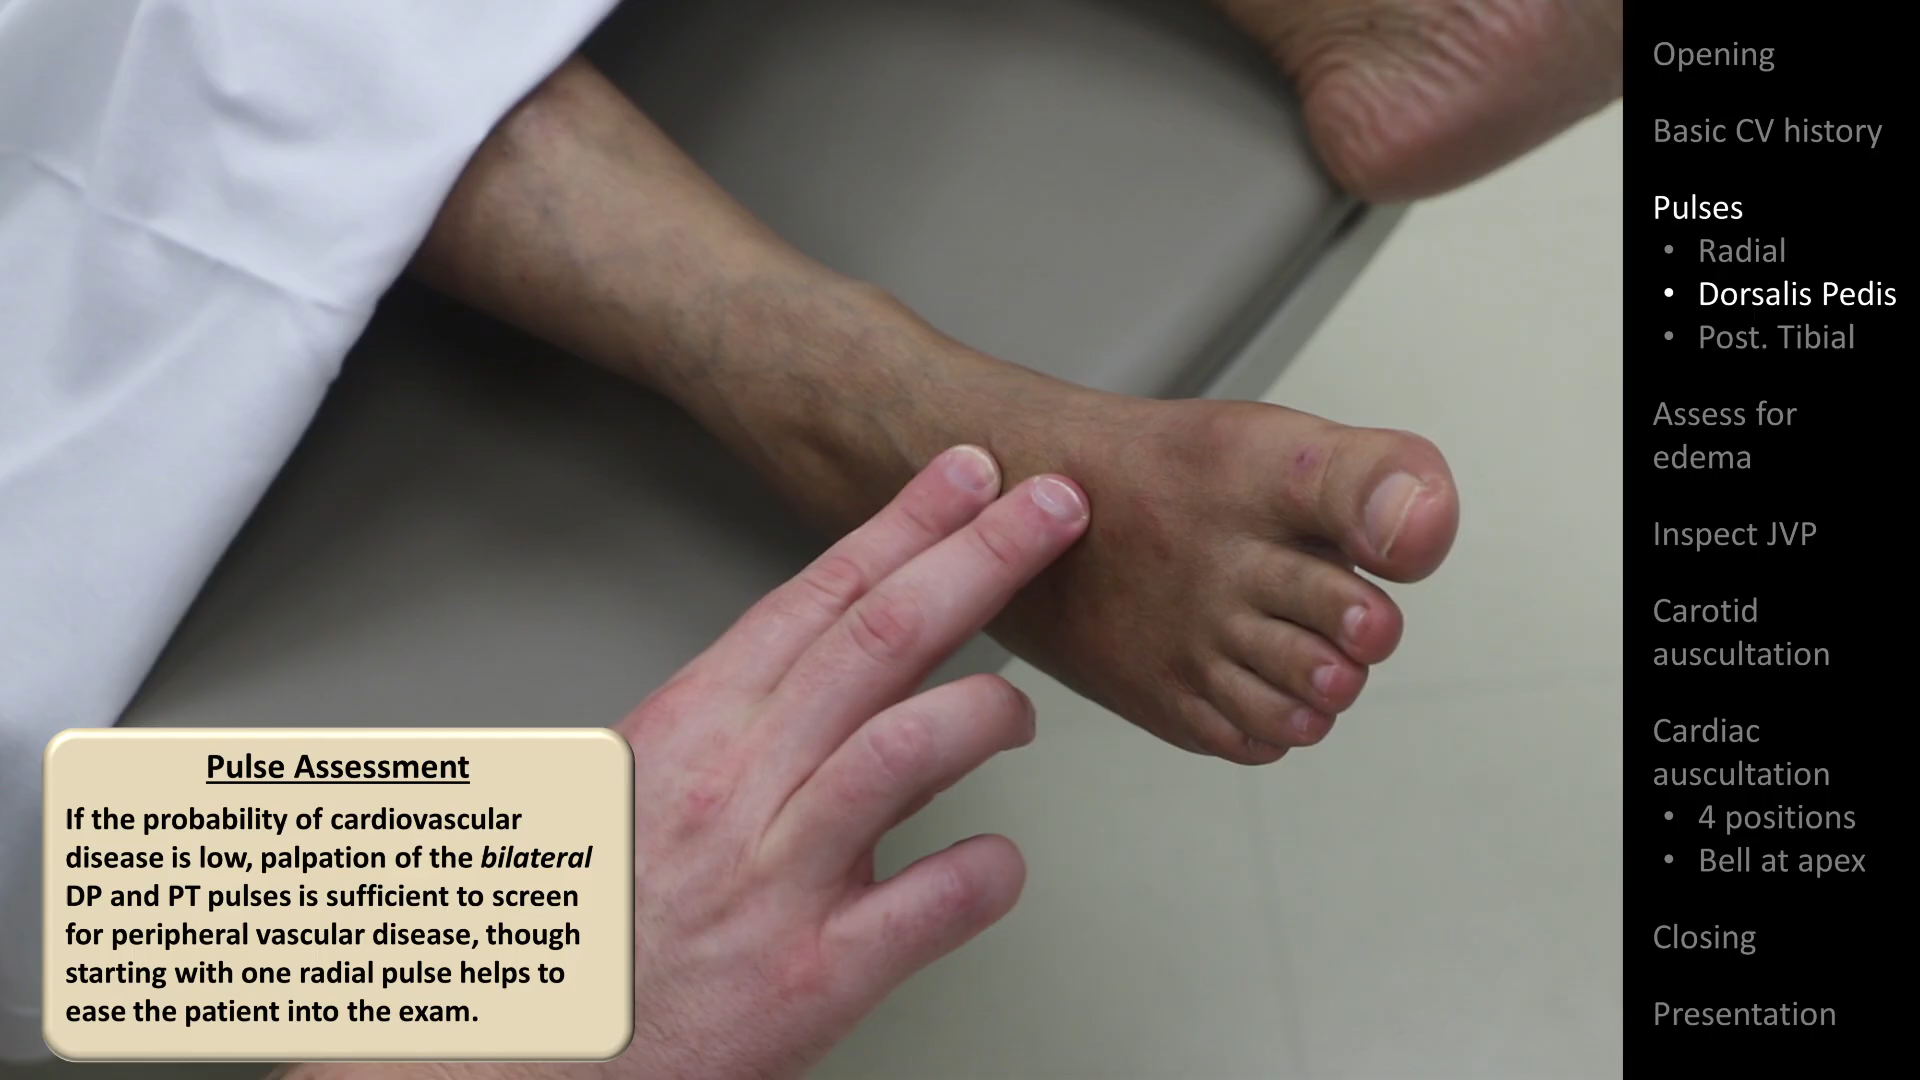 Opening
Basic CV history
Pulses
• Radial
• Dorsalis Pedis
• Post. Tibial
Assess for
edema
Inspect JVP
Carotid
auscultation
Cardiac
auscultation
• 4 positions
• Bell at apex
Closing
Presentation
Pulse Assessment
If the probability of cardiovascular
disease is low, palpation of the bilateral
DP and PT pulses is sufficient to screen
for peripheral vascular disease, though
starting with one radial pulse helps to
ease the patient into the exam.